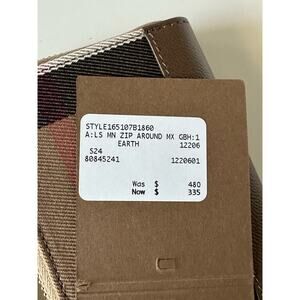 STYLE165107B1860
A:LS MN ZIP AROUND MX GBH:1
EARTH 12206
S24
80845241 1220601
Was $ 480
Now $ 335